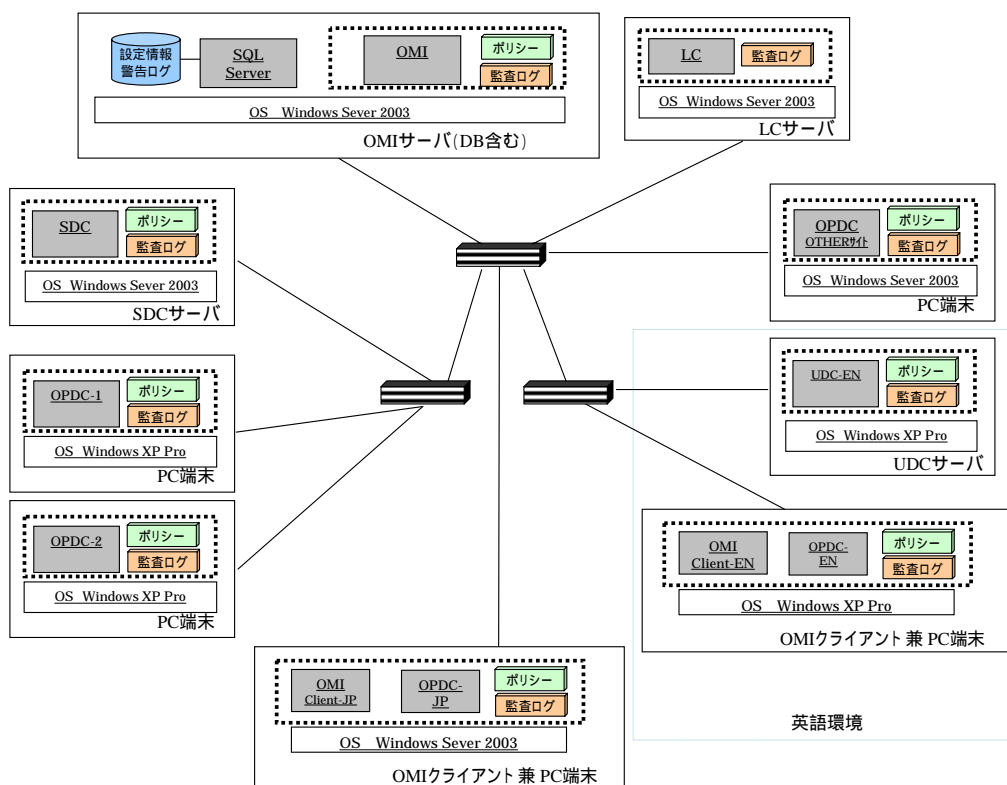 設定情報
警告ログ
SQL
Server
OMI
ポリシー
監査ログ
OS　Windows Sever 2003
OMIサーバ(DB含む)
LC
監査ログ
OS　Windows Sever 2003
LCサーバ
SDC
ポリシー
監査ログ
OS　Windows Sever 2003
SDCサーバ
OPDC
OTHERサイト
ポリシー
監査ログ
OS　Windows Sever 2003
PC端末
OPDC-1
ポリシー
監査ログ
OS　Windows XP Pro
PC端末
UDC-EN
ポリシー
監査ログ
OS　Windows XP Pro
UDCサーバ
OPDC-2
ポリシー
監査ログ
OS　Windows XP Pro
PC端末
OMI
Client-EN
OPDC-
EN
ポリシー
監査ログ
OS　Windows XP Pro
OMIクライアント 兼 PC端末
英語環境
OMI
Client-JP
OPDC-
JP
ポリシー
監査ログ
OS　Windows Sever 2003
OMIクライアント 兼 PC端末